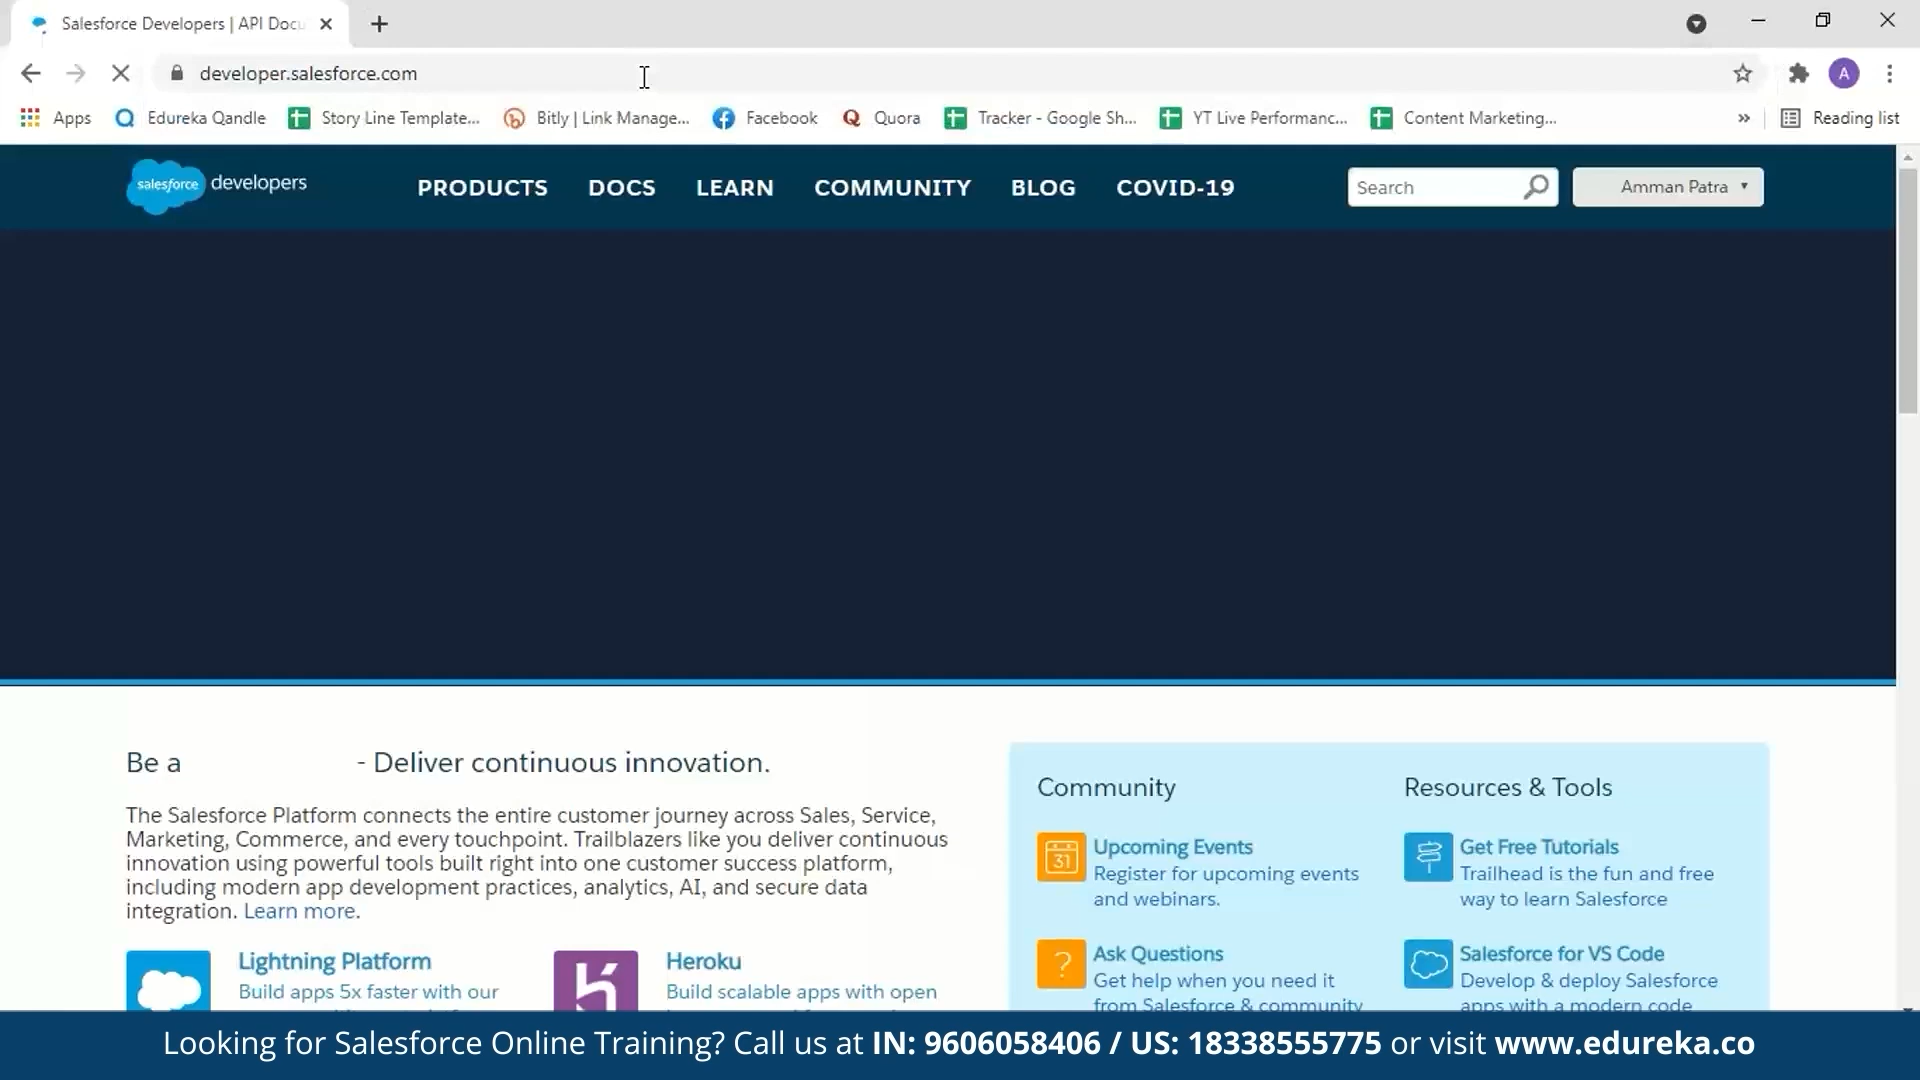 Salesforce Developers | API Docu
developer.salesforce.com
A
Apps
Edureka Qandle
Story Line Template...
Bitly | Link Manage...
Facebook
Quora
Tracker - Google Sh...
YT Live Performanc...
Content Marketing...
Reading list
salesforce developers
PRODUCTS
DOCS
LEARN
COMMUNITY
BLOG
COVID-19
Search
Amman Patra
Be a - Deliver continuous innovation.
The Salesforce Platform connects the entire customer journey across Sales, Service,
Marketing, Commerce, and every touchpoint. Trailblazers like you deliver continuous
innovation using powerful tools built right into one customer success platform,
including modern app development practices, analytics, AI, and secure data
integration. Learn more.
Lightning Platform
Build apps 5x faster with our
Heroku
Build scalable apps with open
Community
31
Upcoming Events
Register for upcoming events
and webinars.
?
Ask Questions
Get help when you need it
from Salesforce & community
Resources & Tools
Get Free Tutorials
Trailhead is the fun and free
way to learn Salesforce
Salesforce for VS Code
Develop & deploy Salesforce
apps with a modern code
Looking for Salesforce Online Training? Call us at IN: 9606058406 / US: 18338555775 or visit www.edureka.co